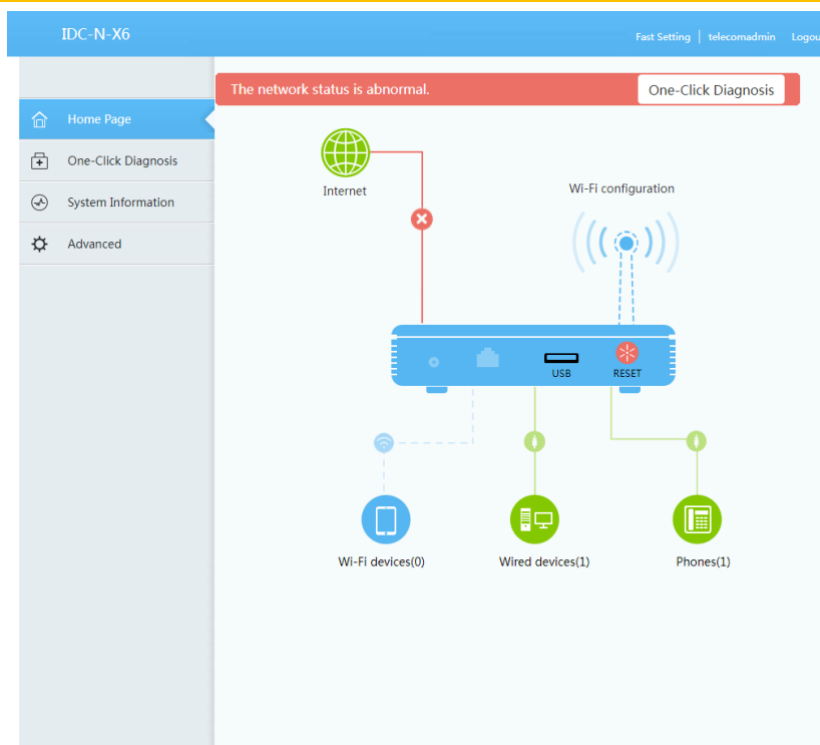 IDC-N-X6
Fast Setting | telecomadmin Logou
The network status is abnormal.
One-Click Diagnosis
Home Page
One-Click Diagnosis
System Information
Advanced
Internet
Wi-Fi configuration
USB
RESET
Wi-Fi devices(0)
Wired devices(1)
Phones(1)